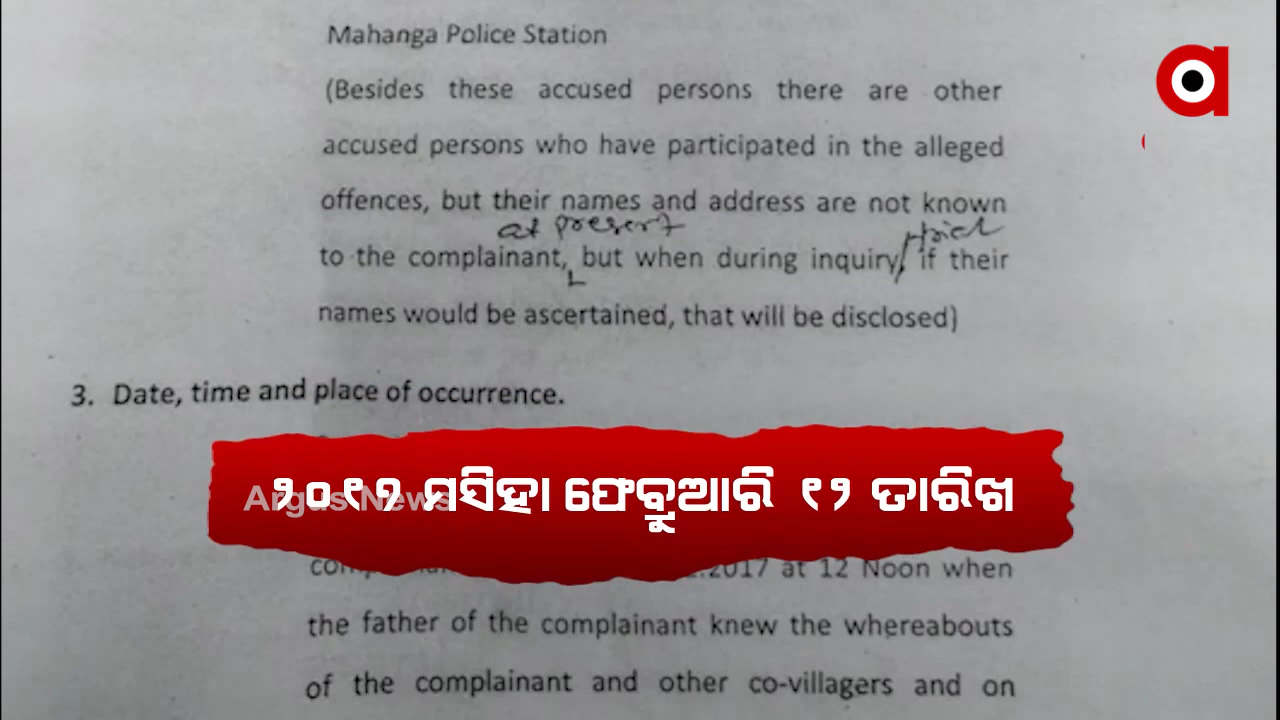 Mahanga Police Station
(Besides these accused persons there are other
accused persons who have participated in the alleged
offences, but their names and address are not known
at present trial
to the complainant, but when during inquiry/ if their
names would be ascertained, that will be disclosed)
3. Date, time and place of occurrence.
Argus News
୨୦୧୭ ମସିହା ଫେବୃଆରି ୧୨ ତାରିଖ
2017 at 12 Noon when
the father of the complainant knew the whereabouts
of the complainant and other co-villagers and on